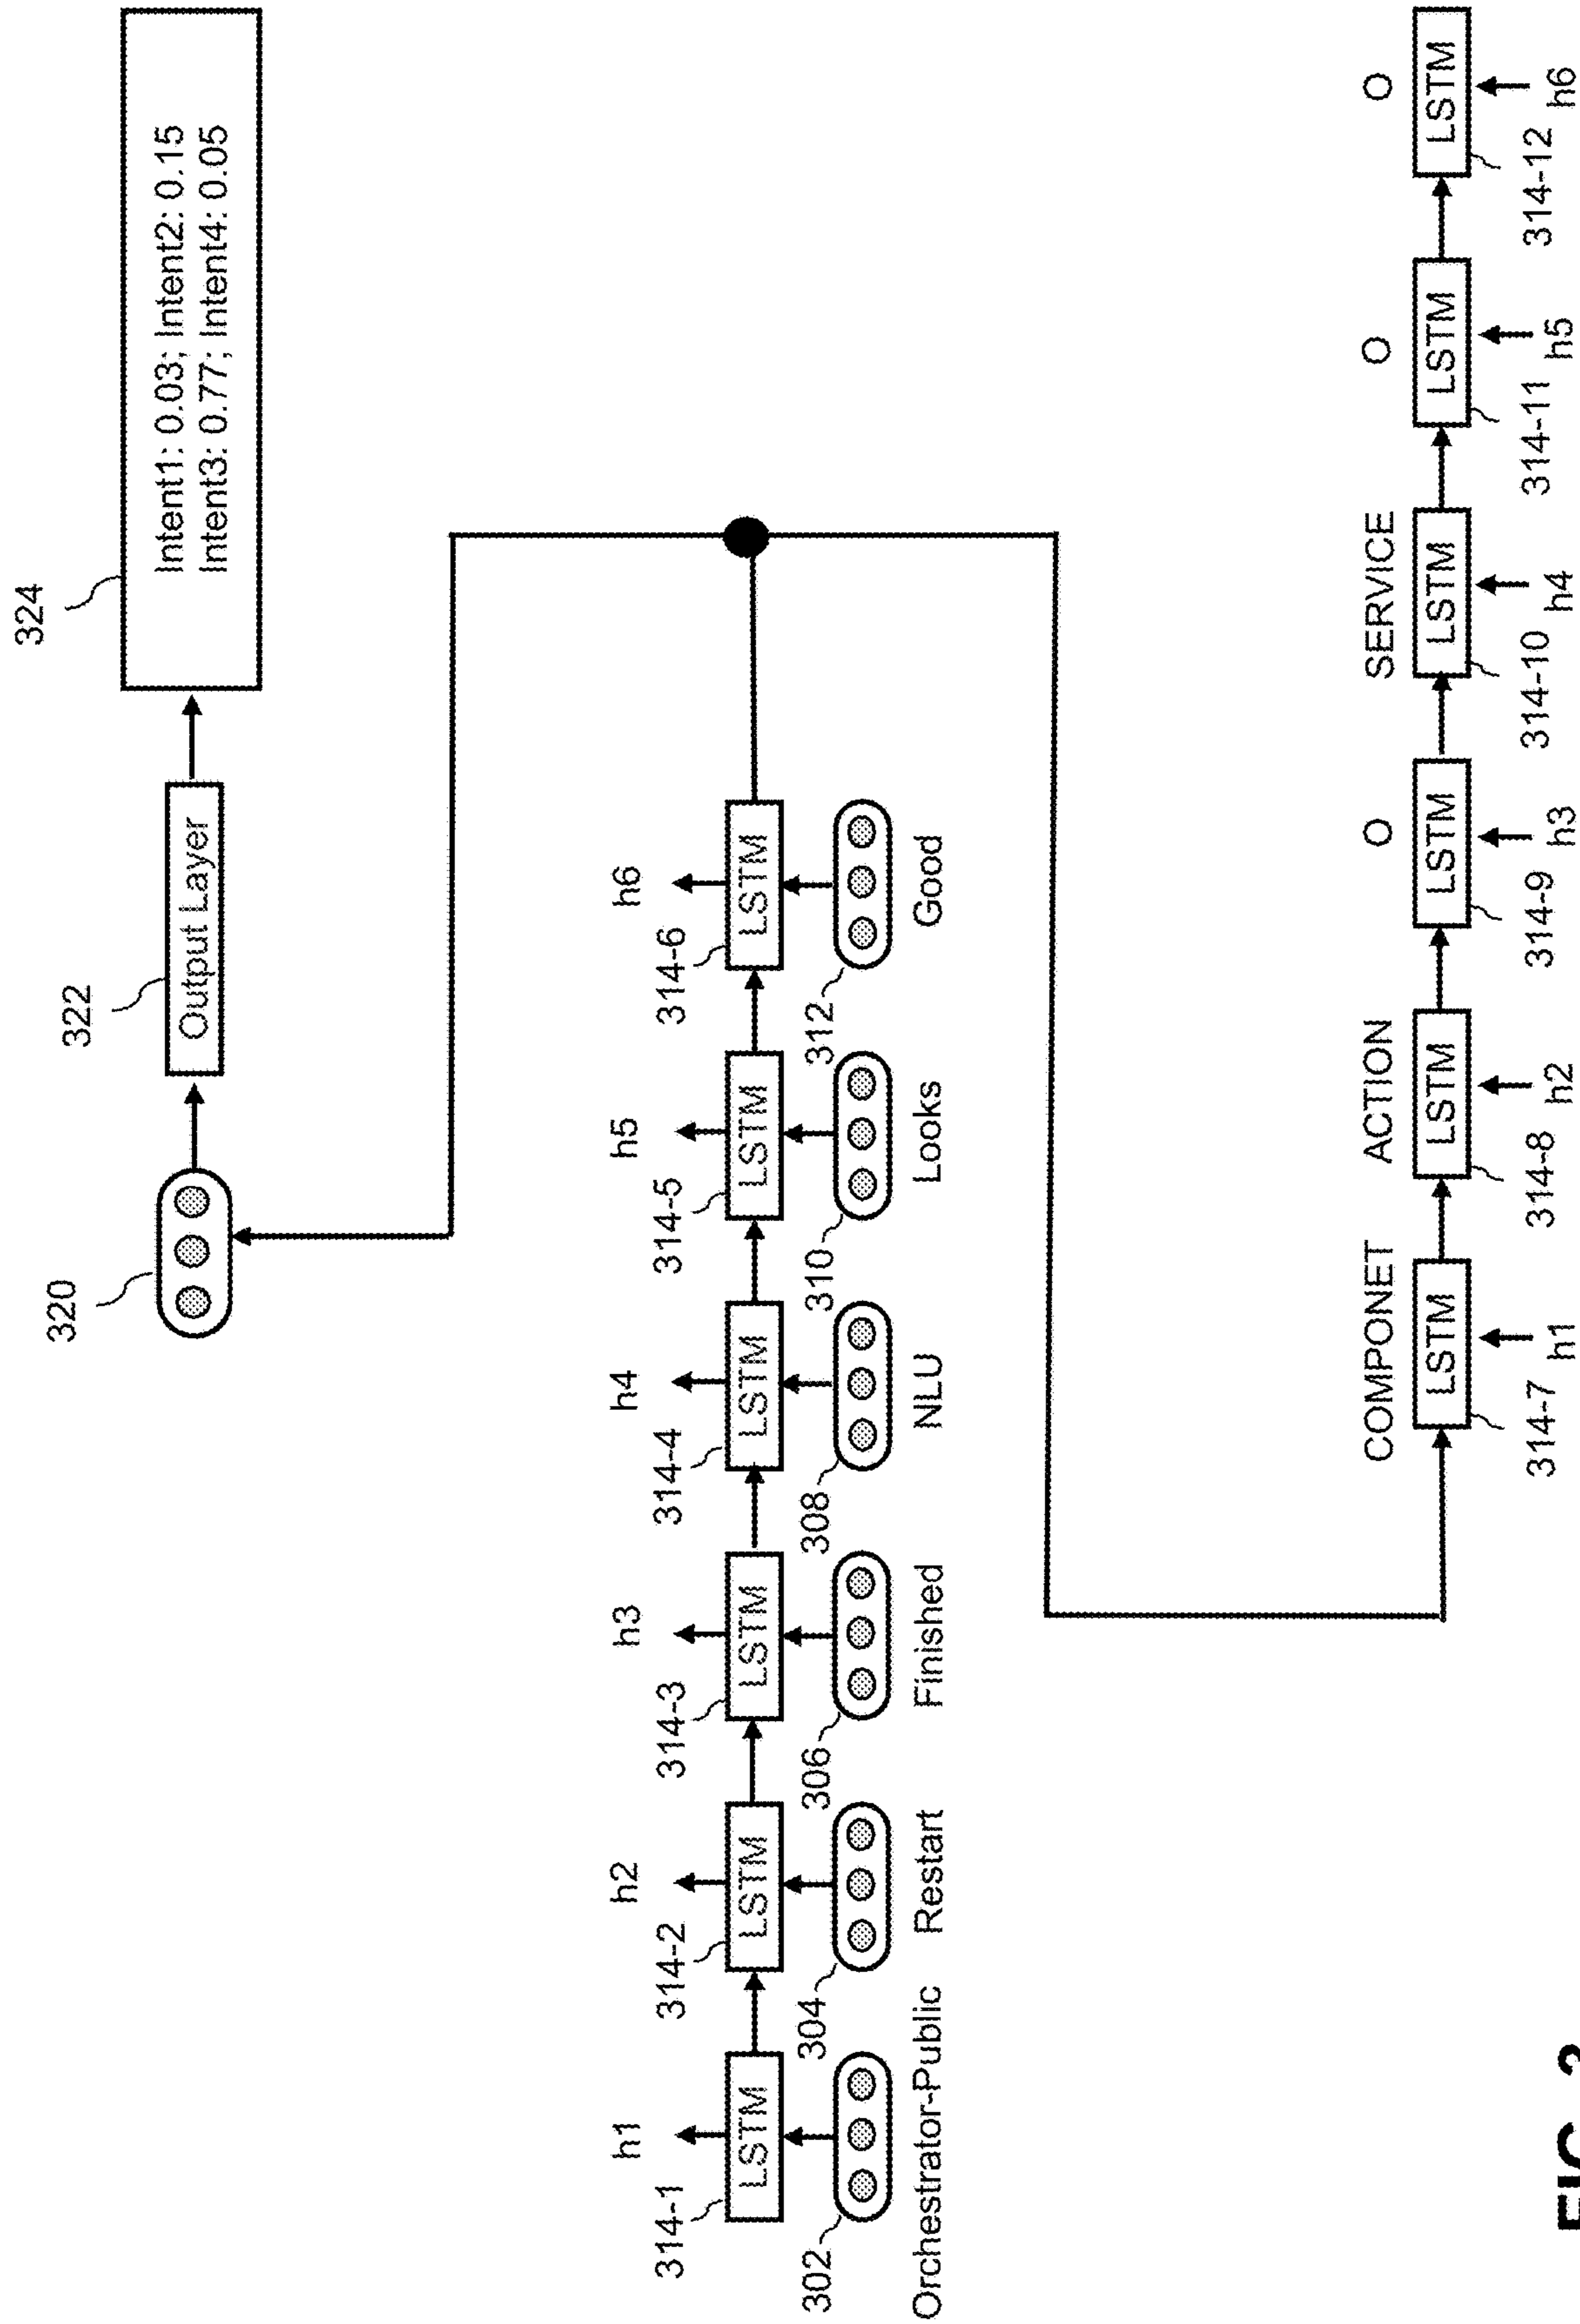 320
322
324
Output Layer
Intent1: 0.03; Intent2: 0.15
Intent3: 0.77; Intent4: 0.05
h1
h2
h3
h4
h5
h6
314-1
314-2
314-3
314-4
314-5
314-6
LSTM
LSTM
LSTM
LSTM
LSTM
LSTM
302
304
306
308
310
312
Orchestrator-Public
Restart
Finished
NLU
Looks
Good
COMPONET
ACTION
O
SERVICE
O
O
LSTM
LSTM
LSTM
LSTM
LSTM
LSTM
314-7
314-8
314-9
314-10
314-11
314-12
h1
h2
h3
h4
h5
h6